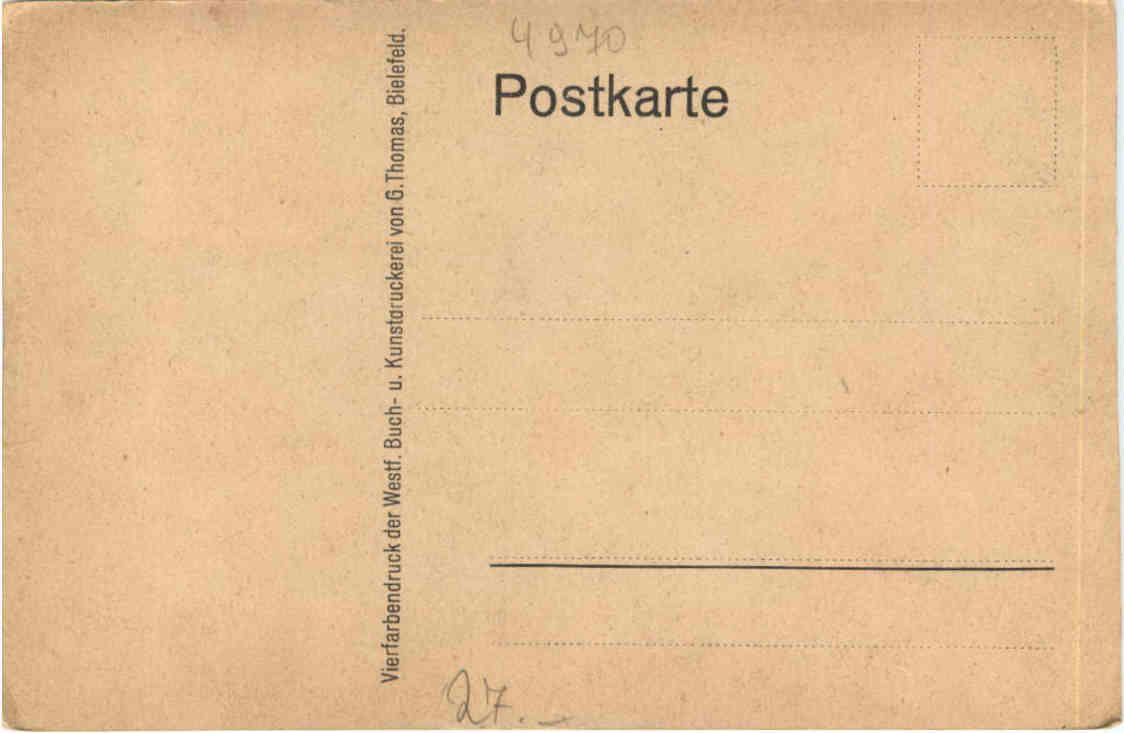 4970
Postkarte
Vierfarbendruck der Westf. Buch- u. Kunstdruckerei von G. Thomas, Bielefeld.
27.-